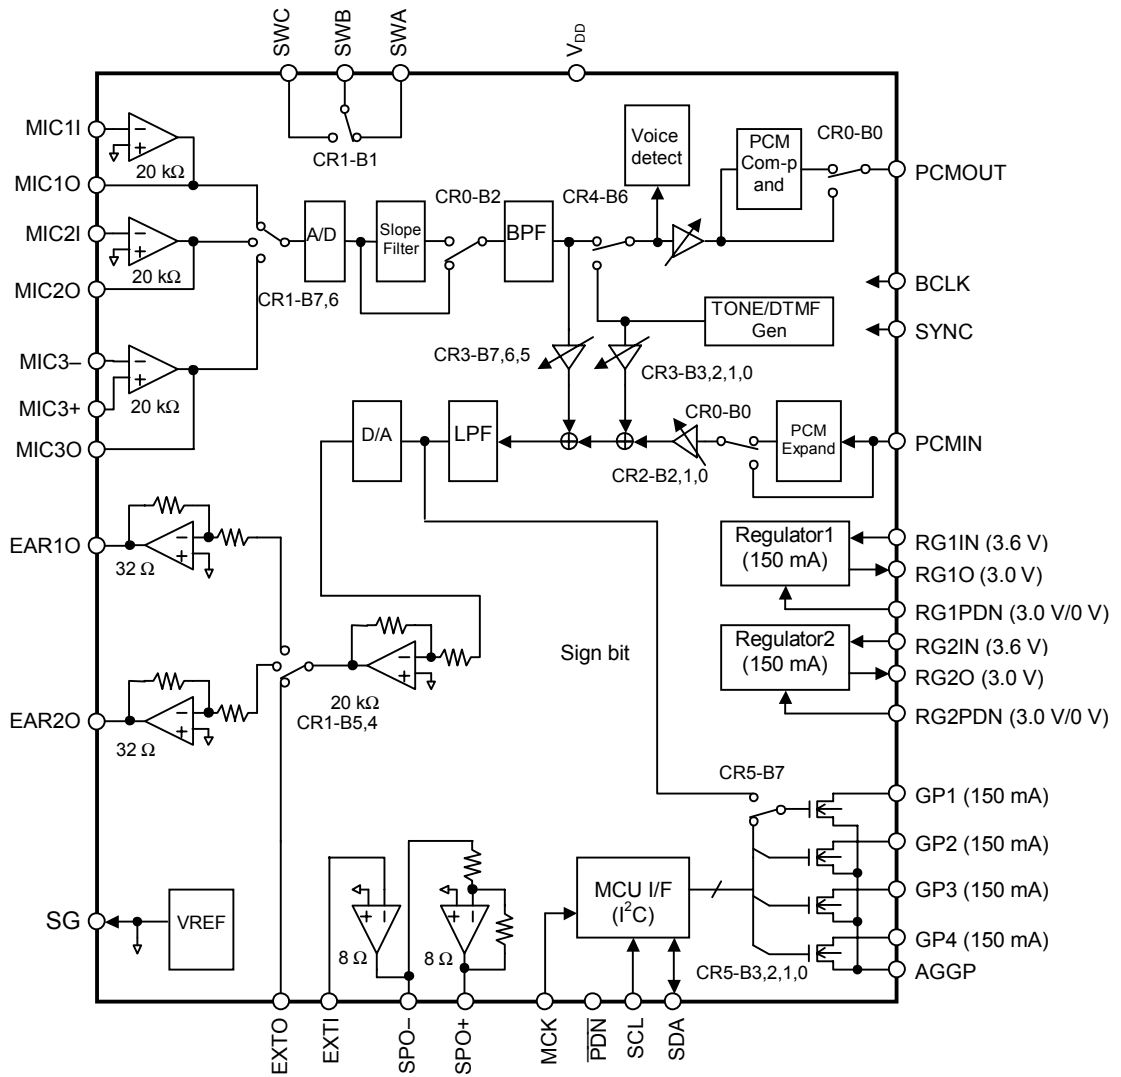 SWC
SWB
SWA
V_DD
CR1-B1
MIC1I
20 kΩ
MIC1O
MIC2I
20 kΩ
MIC2O
MIC3–
MIC3+
20 kΩ
MIC3O
CR1-B7,6
A/D
Slope
Filter
CR0-B2
BPF
CR4-B6
Voice
detect
PCM
Com-p
and
CR0-B0
PCMOUT
BCLK
SYNC
TONE/DTMF
Gen
CR3-B7,6,5
CR3-B3,2,1,0
CR0-B0
D/A
LPF
CR2-B2,1,0
PCM
Expand
PCMIN
EAR1O
32 Ω
Regulator1
(150 mA)
RG1IN (3.6 V)
RG1O (3.0 V)
RG1PDN (3.0 V/0 V)
Regulator2
(150 mA)
RG2IN (3.6 V)
RG2O (3.0 V)
RG2PDN (3.0 V/0 V)
Sign bit
20 kΩ
CR1-B5,4
EAR2O
32 Ω
CR5-B7
GP1 (150 mA)
GP2 (150 mA)
GP3 (150 mA)
GP4 (150 mA)
AGGP
MCU I/F
(I²C)
CR5-B3,2,1,0
SG
VREF
8 Ω
8 Ω
EXTO
EXTI
SPO–
SPO+
MCK
PDN
SCL
SDA